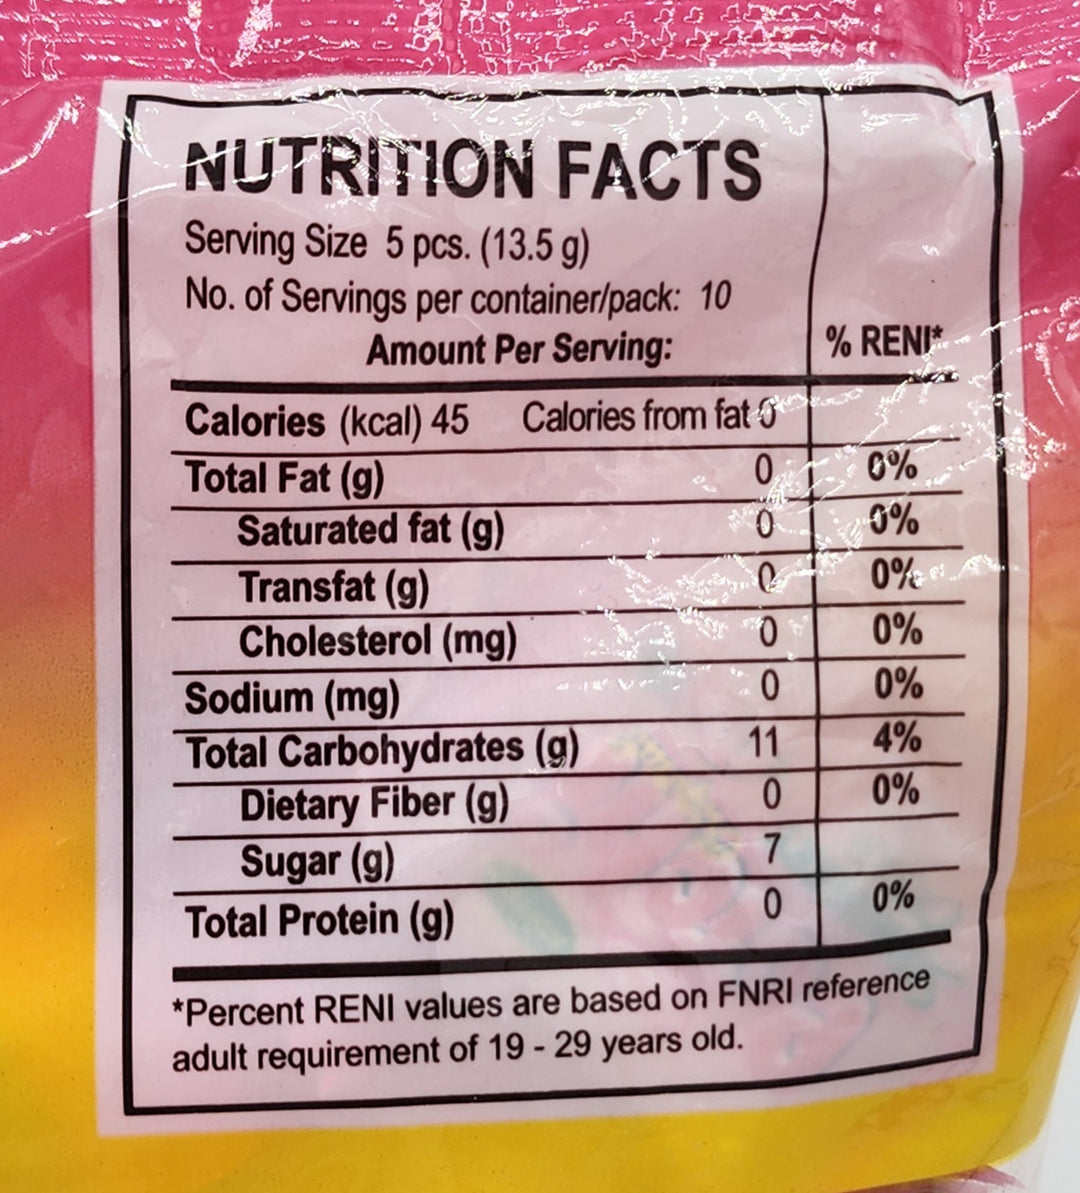 NUTRITION FACTS
Serving Size 5 pcs. (13.5 g)
No. of Servings per container/pack: 10
Amount Per Serving: % RENI*
Calories (kcal) 45 Calories from fat 0
Total Fat (g) 0 0%
Saturated fat (g) 0 0%
Transfat (g) 0 0%
Cholesterol (mg) 0 0%
Sodium (mg) 0 0%
Total Carbohydrates (g) 11 4%
Dietary Fiber (g) 0 0%
Sugar (g) 7
Total Protein (g) 0 0%
*Percent RENI values are based on FNRI reference
adult requirement of 19 - 29 years old.